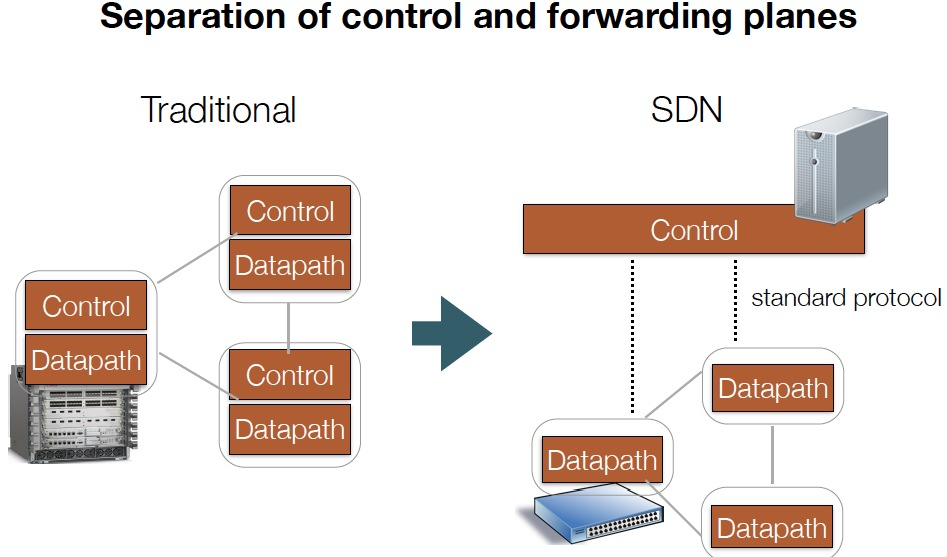 Separation of control and forwarding planes
Traditional
SDN
Control
Datapath
Control
Datapath
Control
Datapath
Control
standard protocol
Datapath
Datapath
Datapath